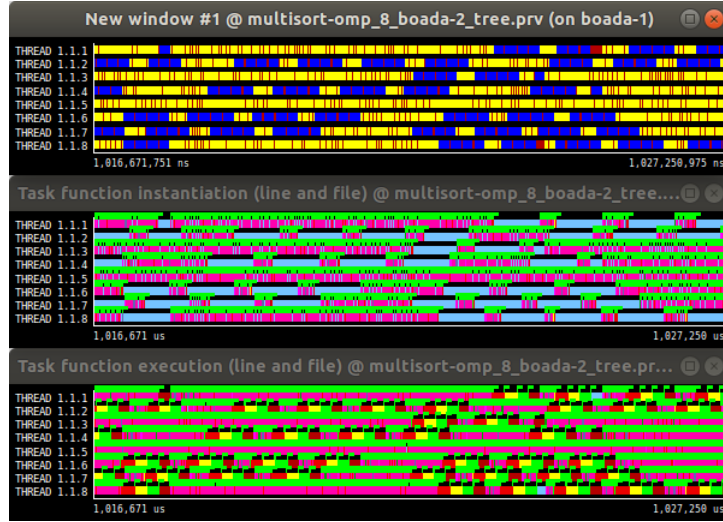 New window #1 @ multisort-omp_8_boada-2_tree.prv (on boada-1)
THREAD 1.1.1
THREAD 1.1.2
THREAD 1.1.3
THREAD 1.1.4
THREAD 1.1.5
THREAD 1.1.6
THREAD 1.1.7
THREAD 1.1.8
1,016,671,751 ns 1,027,250,975 ns
Task function instantiation (line and file) @ multisort-omp_8_boada-2_tree....
THREAD 1.1.1
THREAD 1.1.2
THREAD 1.1.3
THREAD 1.1.4
THREAD 1.1.5
THREAD 1.1.6
THREAD 1.1.7
THREAD 1.1.8
1,016,671 us 1,027,250 us
Task function execution (line and file) @ multisort-omp_8_boada-2_tree.pr...
THREAD 1.1.1
THREAD 1.1.2
THREAD 1.1.3
THREAD 1.1.4
THREAD 1.1.5
THREAD 1.1.6
THREAD 1.1.7
THREAD 1.1.8
1,016,671 us 1,027,250 us